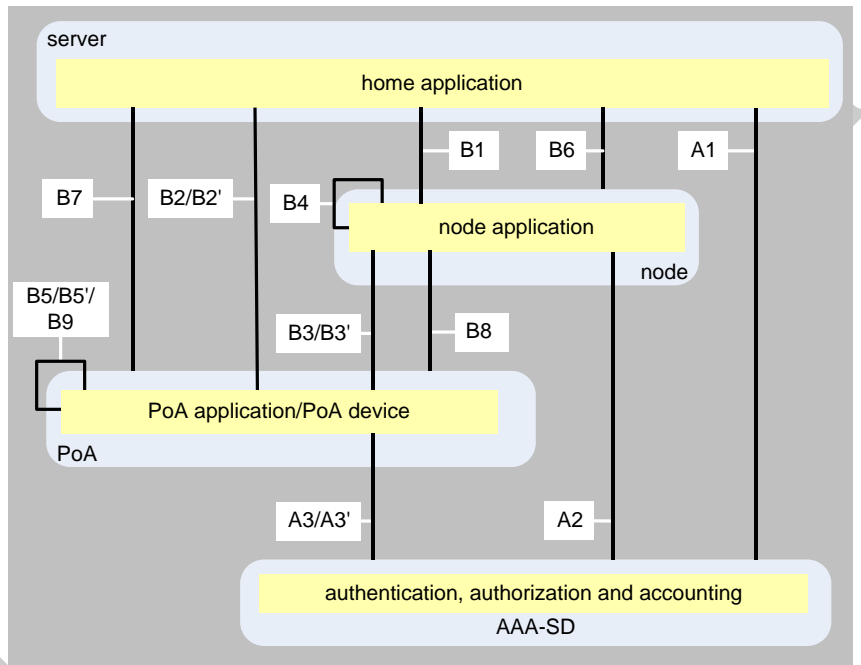 server
home application
B1
B6
A1
B7
B2/B2'
B4
node application
node
B5/B5'/
B9
B3/B3'
B8
PoA application/PoA device
PoA
A3/A3'
A2
authentication, authorization and accounting
AAA-SD